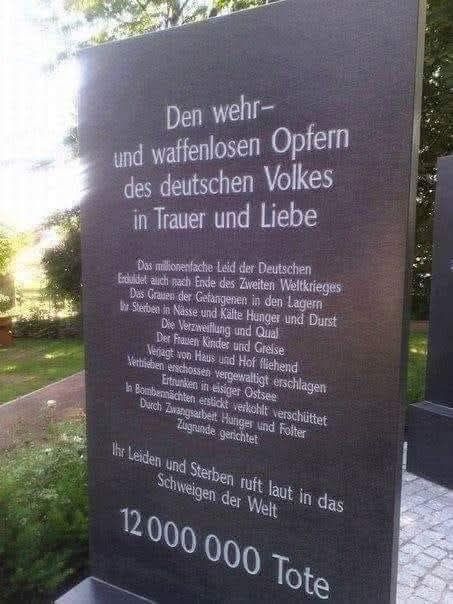 Den wehr–
und waffenlosen Opfern
des deutschen Volkes
in Trauer und Liebe
Das millionenfache Leid der Deutschen
Erduldet auch nach Ende des Zweiten Weltkrieges
Das Grauen der Gefangenen in den Lagern
Ihr Sterben in Nässe und Kälte Hunger und Durst
Die Verzweiflung und Qual
Der Frauen Kinder und Greise
Verjagt von Haus und Hof fliehend
Vertrieben erschossen vergewaltigt erschlagen
Ertrunken in eisiger Ostsee
In Bombennächten erstickt verkohlt verschüttet
Durch Zwangsarbeit Hunger und Folter
Zugrunde gerichtet
Ihr Leiden und Sterben ruft laut in das
Schweigen der Welt
12 000 000 Tote